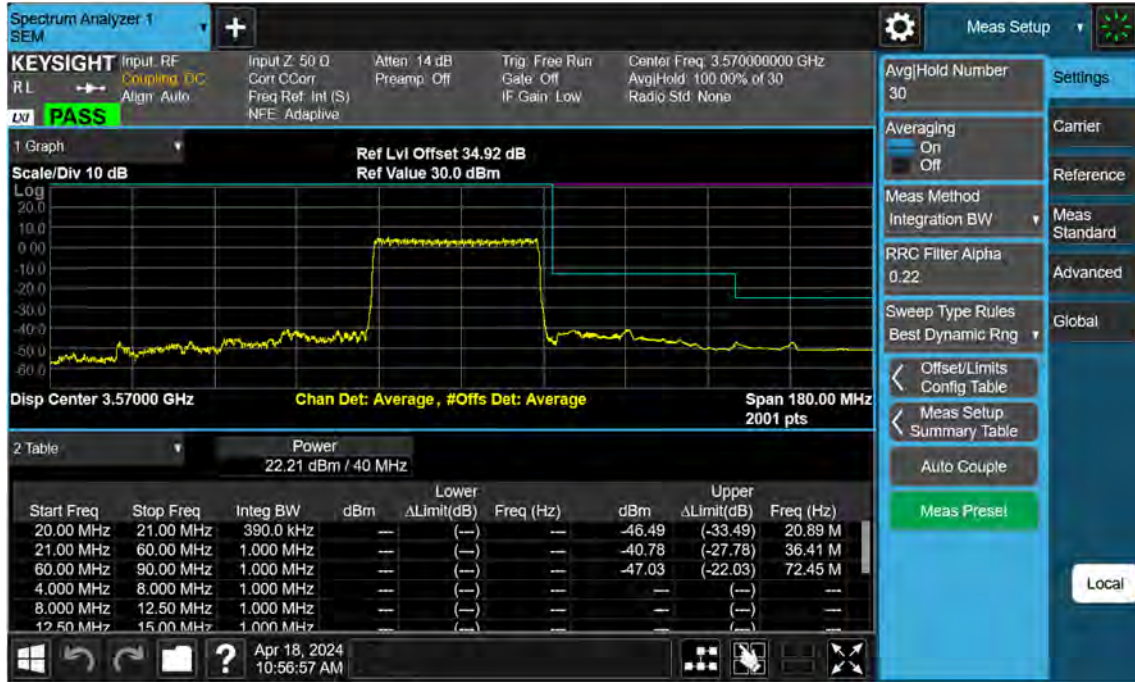 Spectrum Analyzer 1
SEM
+
Meas Setup
KEYSIGHT
RL
LXI
PASS
Input: RF
Coupling: DC
Align: Auto
Input Z: 50 Ω
Corr CCorr
Freq Ref: Int (S)
NFE: Adaptive
Atten: 14 dB
Preamp: Off
Trig: Free Run
Gate: Off
IF Gain: Low
Center Freq: 3.570000000 GHz
Avg|Hold: 100.00% of 30
Radio Std: None
1 Graph
Scale/Div 10 dB
Ref Lvl Offset 34.92 dB
Ref Value 30.0 dBm
Log
20.0
10.0
0.00
-10.0
-20.0
-30.0
-40.0
-50.0
-60.0
Disp Center 3.57000 GHz
Chan Det: Average, #Offs Det: Average
Span 180.00 MHz
2001 pts
2 Table
Power
22.21 dBm / 40 MHz
Lower Upper
Start Freq Stop Freq Integ BW dBm ΔLimit(dB) Freq (Hz) dBm ΔLimit(dB) Freq (Hz)
20.00 MHz 21.00 MHz 390.0 kHz --- (---) --- -46.49 (-33.49) 20.89 M
21.00 MHz 60.00 MHz 1.000 MHz --- (---) --- -40.78 (-27.78) 36.41 M
60.00 MHz 90.00 MHz 1.000 MHz --- (---) --- -47.03 (-22.03) 72.45 M
4.000 MHz 8.000 MHz 1.000 MHz --- (---) --- --- (---) ---
8.000 MHz 12.50 MHz 1.000 MHz --- (---) --- --- (---) ---
12.50 MHz 15.00 MHz 1.000 MHz --- (---) --- --- (---) ---
?
Apr 18, 2024
10:56:57 AM
Avg|Hold Number
30
Averaging
On
Off
Meas Method
Integration BW
RRC Filter Alpha
0.22
Sweep Type Rules
Best Dynamic Rng
Offset/Limits
Config Table
Meas Setup
Summary Table
Auto Couple
Meas Preset
Settings
Carrier
Reference
Meas
Standard
Advanced
Global
Local